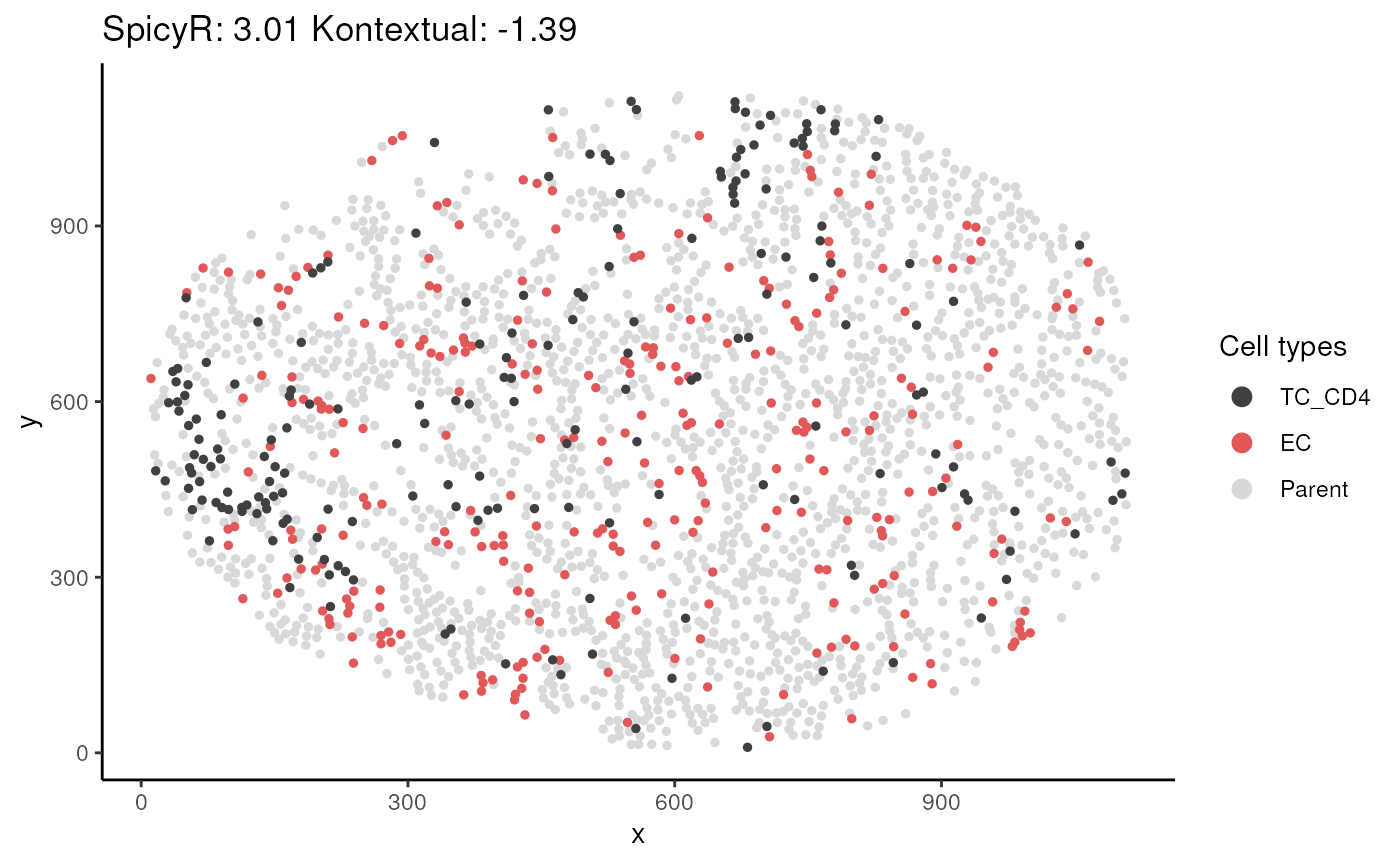 SpicyR: 3.01 Kontextual: -1.39
900
600
300
0
y
0
300
600
900
x
Cell types
TC_CD4
EC
Parent